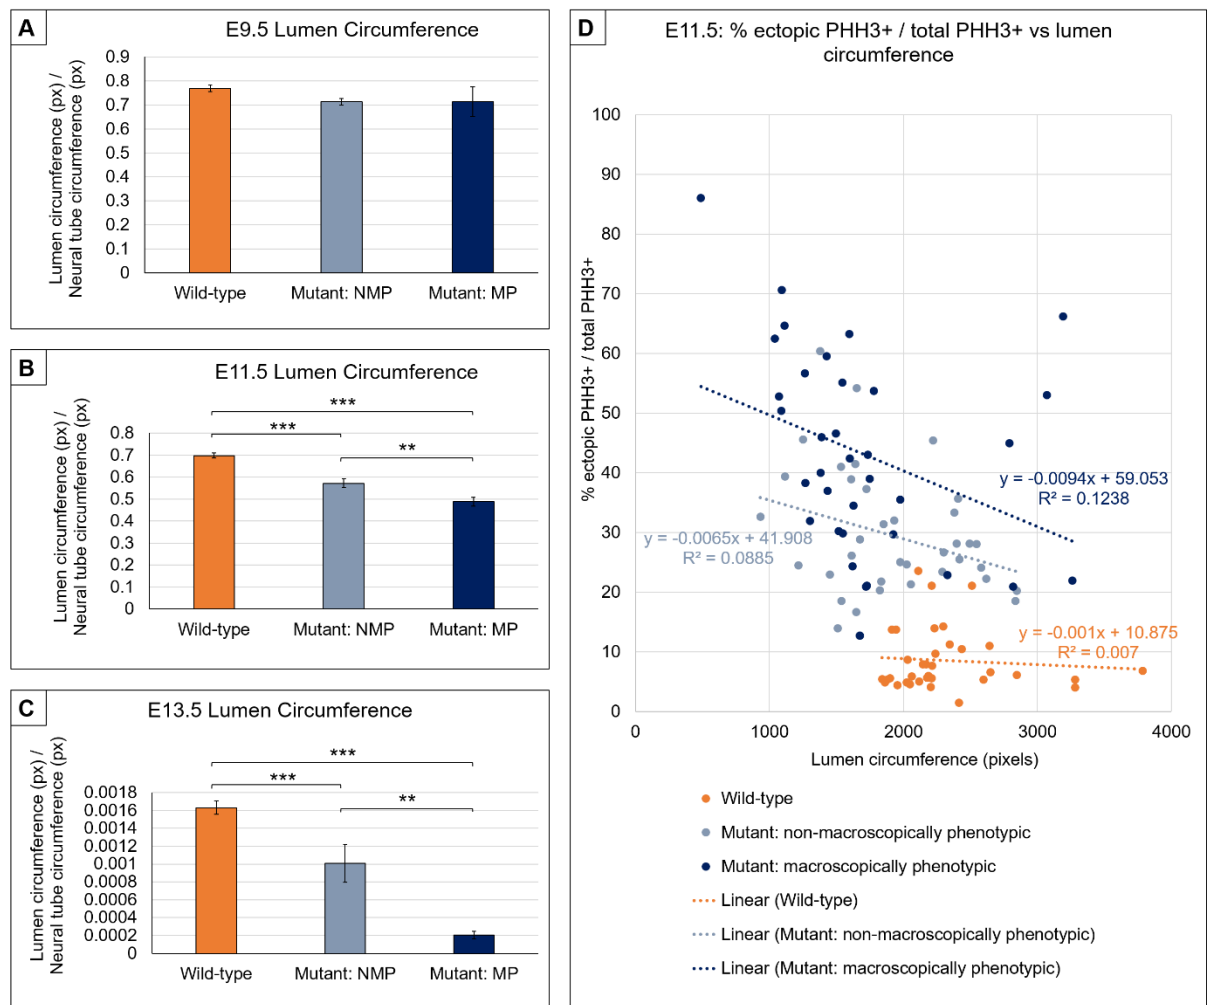 A
E9.5 Lumen Circumference
Lumen circumference (px) /
Neural tube circumference (px)
0.9
0.8
0.7
0.6
0.5
0.4
0.3
0.2
0.1
0
Wild-type
Mutant: NMP
Mutant: MP
B
E11.5 Lumen Circumference
***
***
**
Lumen circumference (px) /
Neural tube circumference (px)
0.8
0.7
0.6
0.5
0.4
0.3
0.2
0.1
0
Wild-type
Mutant: NMP
Mutant: MP
C
E13.5 Lumen Circumference
***
***
**
Lumen circumference (px) /
Neural tube circumference (px)
0.0018
0.0016
0.0014
0.0012
0.001
0.0008
0.0006
0.0004
0.0002
0
Wild-type
Mutant: NMP
Mutant: MP
D
E11.5: % ectopic PHH3+ / total PHH3+ vs lumen
circumference
% ectopic PHH3+ / total PHH3+
100
90
80
70
60
50
40
30
20
10
0
y = -0.0094x + 59.053
R² = 0.1238
y = -0.0065x + 41.908
R² = 0.0885
y = -0.001x + 10.875
R² = 0.007
0
1000
2000
3000
4000
Lumen circumference (pixels)
Wild-type
Mutant: non-macroscopically phenotypic
Mutant: macroscopically phenotypic
Linear (Wild-type)
Linear (Mutant: non-macroscopically phenotypic)
Linear (Mutant: macroscopically phenotypic)